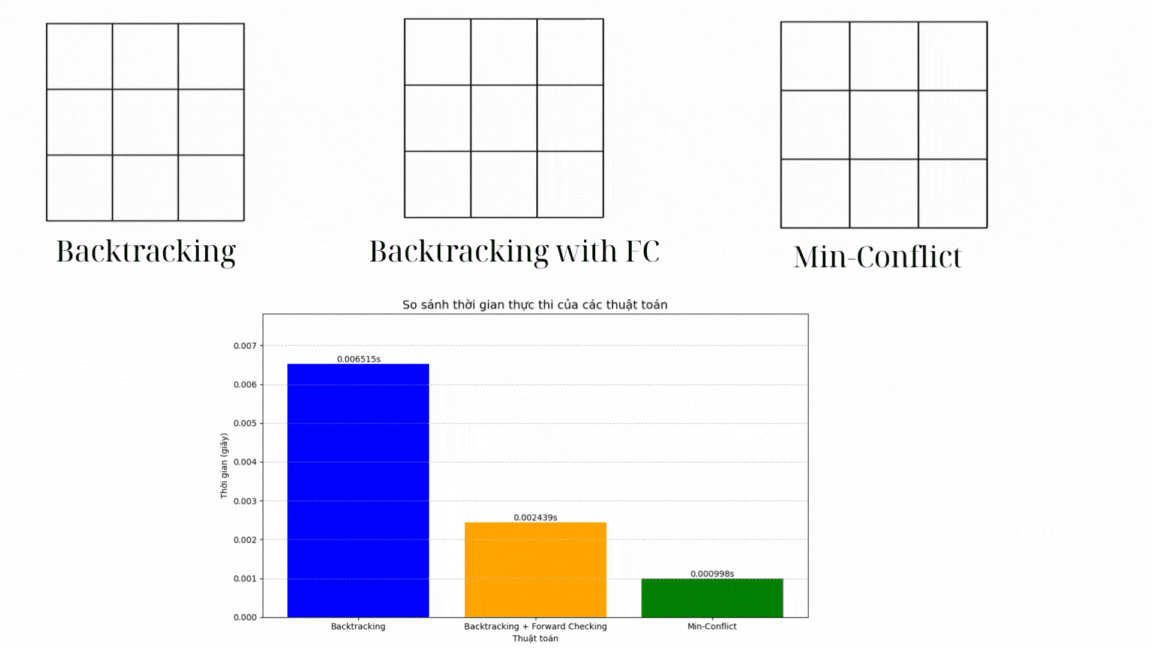 Backtracking
Backtracking with FC
Min-Conflict
So sánh thời gian thực thi của các thuật toán
Thời gian (giây)
0.007
0.006
0.005
0.004
0.003
0.002
0.001
0.000
0.006515s
0.002439s
0.000998s
Backtracking
Backtracking + Forward Checking
Min-Conflict
Thuật toán